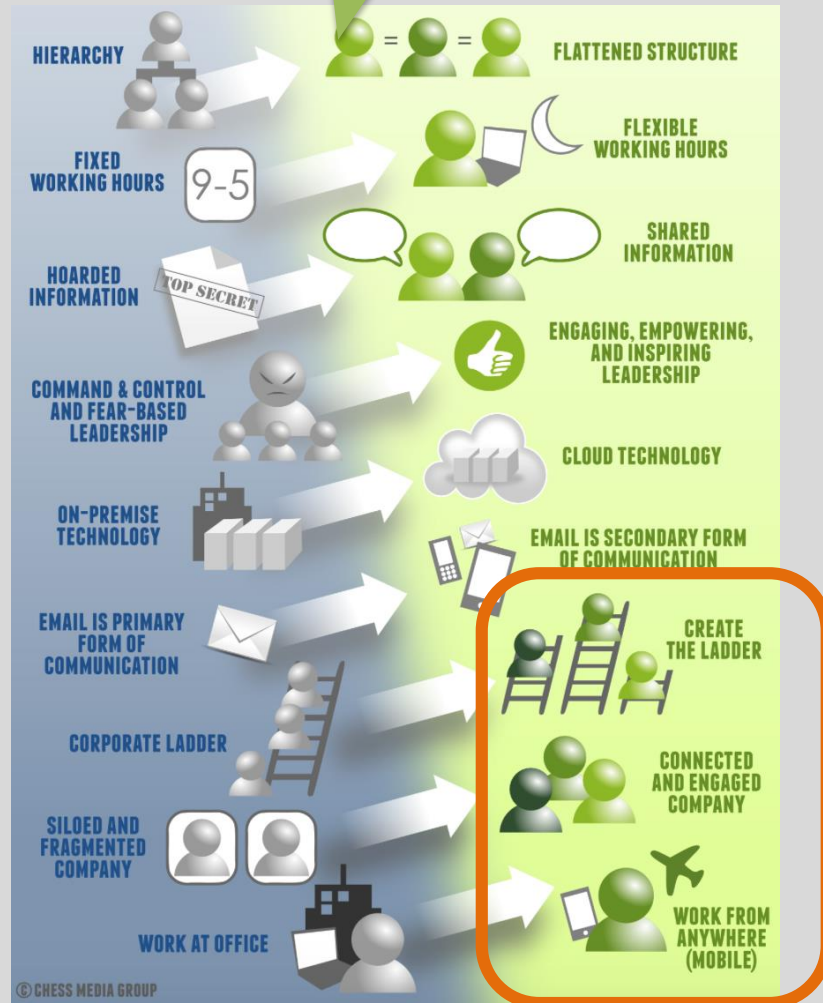 HIERARCHY
FLATTENED STRUCTURE
FIXED
WORKING HOURS
9-5
FLEXIBLE
WORKING HOURS
HOARDED
INFORMATION
TOP SECRET
SHARED
INFORMATION
COMMAND & CONTROL
AND FEAR-BASED
LEADERSHIP
ENGAGING, EMPOWERING,
AND INSPIRING
LEADERSHIP
ON-PREMISE
TECHNOLOGY
CLOUD TECHNOLOGY
EMAIL IS PRIMARY
FORM OF
COMMUNICATION
EMAIL IS SECONDARY FORM
OF COMMUNICATION
CORPORATE LADDER
CREATE
THE LADDER
SILOED AND
FRAGMENTED
COMPANY
CONNECTED
AND ENGAGED
COMPANY
WORK AT OFFICE
WORK FROM
ANYWHERE
(MOBILE)
© CHESS MEDIA GROUP